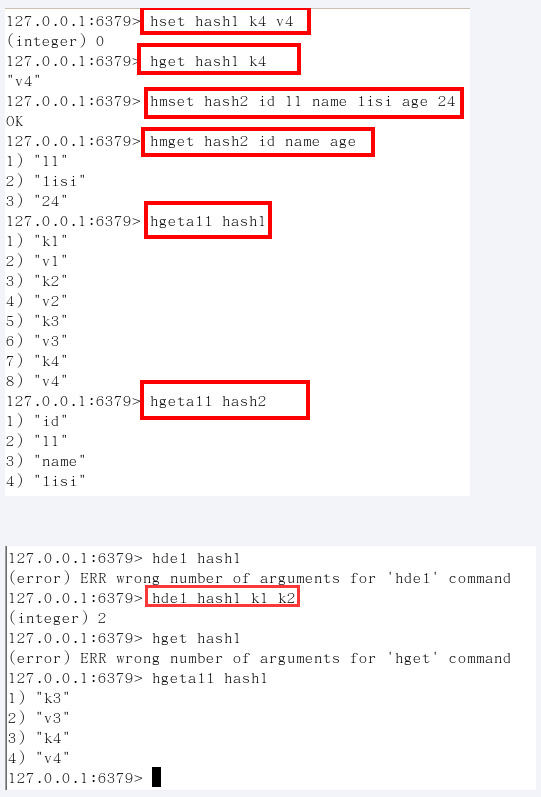 127.0.0.1:6379> hset hash1 k4 v4
(integer) 0
127.0.0.1:6379> hget hash1 k4
"v4"
127.0.0.1:6379> hmset hash2 id 11 name lisi age 24
OK
127.0.0.1:6379> hmget hash2 id name age
1) "11"
2) "lisi"
3) "24"
127.0.0.1:6379> hgetall hash1
1) "k1"
2) "v1"
3) "k2"
4) "v2"
5) "k3"
6) "v3"
7) "k4"
8) "v4"
127.0.0.1:6379> hgetall hash2
1) "id"
2) "11"
3) "name"
4) "lisi"
127.0.0.1:6379> hdel hash1
(error) ERR wrong number of arguments for 'hdel' command
127.0.0.1:6379> hdel hash1 k1 k2
(integer) 2
127.0.0.1:6379> hget hash1
(error) ERR wrong number of arguments for 'hget' command
127.0.0.1:6379> hgetall hash1
1) "k3"
2) "v3"
3) "k4"
4) "v4"
127.0.0.1:6379>